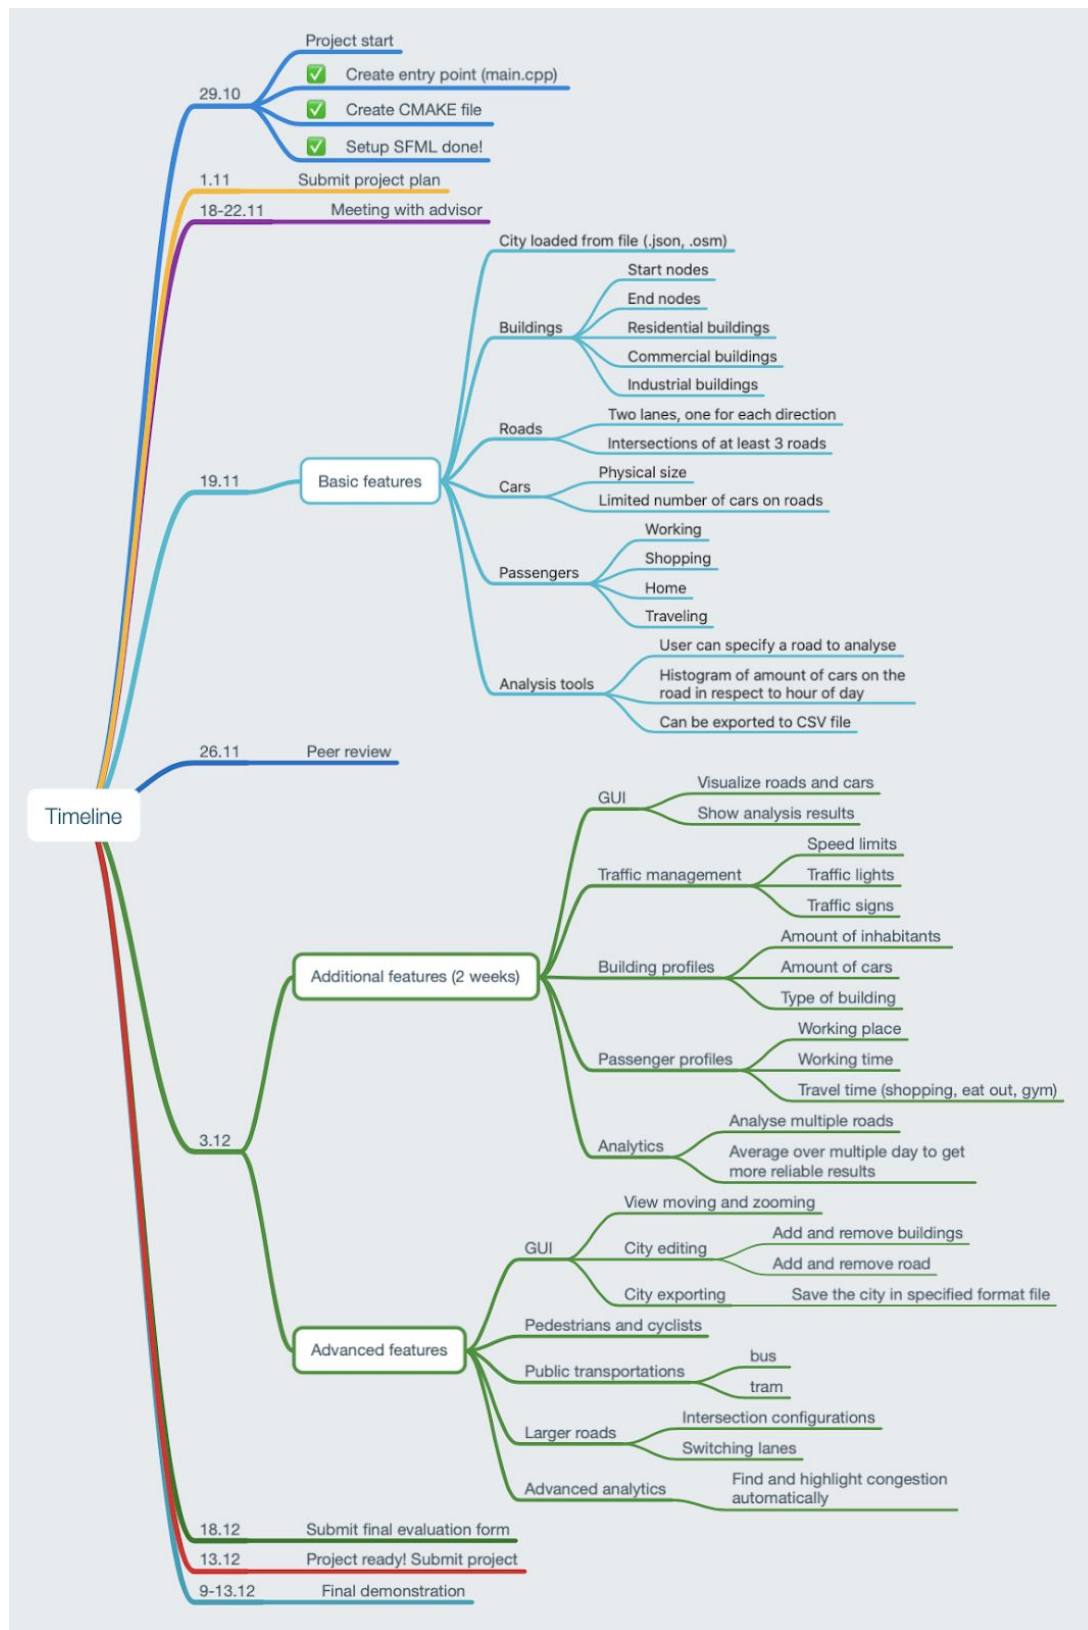 Project start
✅ Create entry point (main.cpp)
29.10
✅ Create CMAKE file
✅ Setup SFML done!
1.11 Submit project plan
18-22.11 Meeting with advisor
City loaded from file (.json, .osm)
Start nodes
End nodes
Buildings
Residential buildings
Commercial buildings
Industrial buildings
Two lanes, one for each direction
Roads
Intersections of at least 3 roads
19.11
Basic features
Physical size
Cars
Limited number of cars on roads
Working
Shopping
Passengers
Home
Traveling
User can specify a road to analyse
Analysis tools
Histogram of amount of cars on the
road in respect to hour of day
Can be exported to CSV file
26.11 Peer review
Timeline
Visualize roads and cars
GUI
Show analysis results
Speed limits
Traffic management
Traffic lights
Traffic signs
Amount of inhabitants
Additional features (2 weeks)
Building profiles
Amount of cars
Type of building
Working place
Passenger profiles
Working time
Travel time (shopping, eat out, gym)
Analyse multiple roads
3.12
Analytics
Average over multiple day to get
more reliable results
View moving and zooming
Add and remove buildings
GUI
City editing
Add and remove road
City exporting
Save the city in specified format file
Pedestrians and cyclists
Advanced features
bus
Public transportations
tram
Intersection configurations
Larger roads
Switching lanes
Advanced analytics
Find and highlight congestion
automatically
18.12 Submit final evaluation form
13.12 Project ready! Submit project
9-13.12 Final demonstration